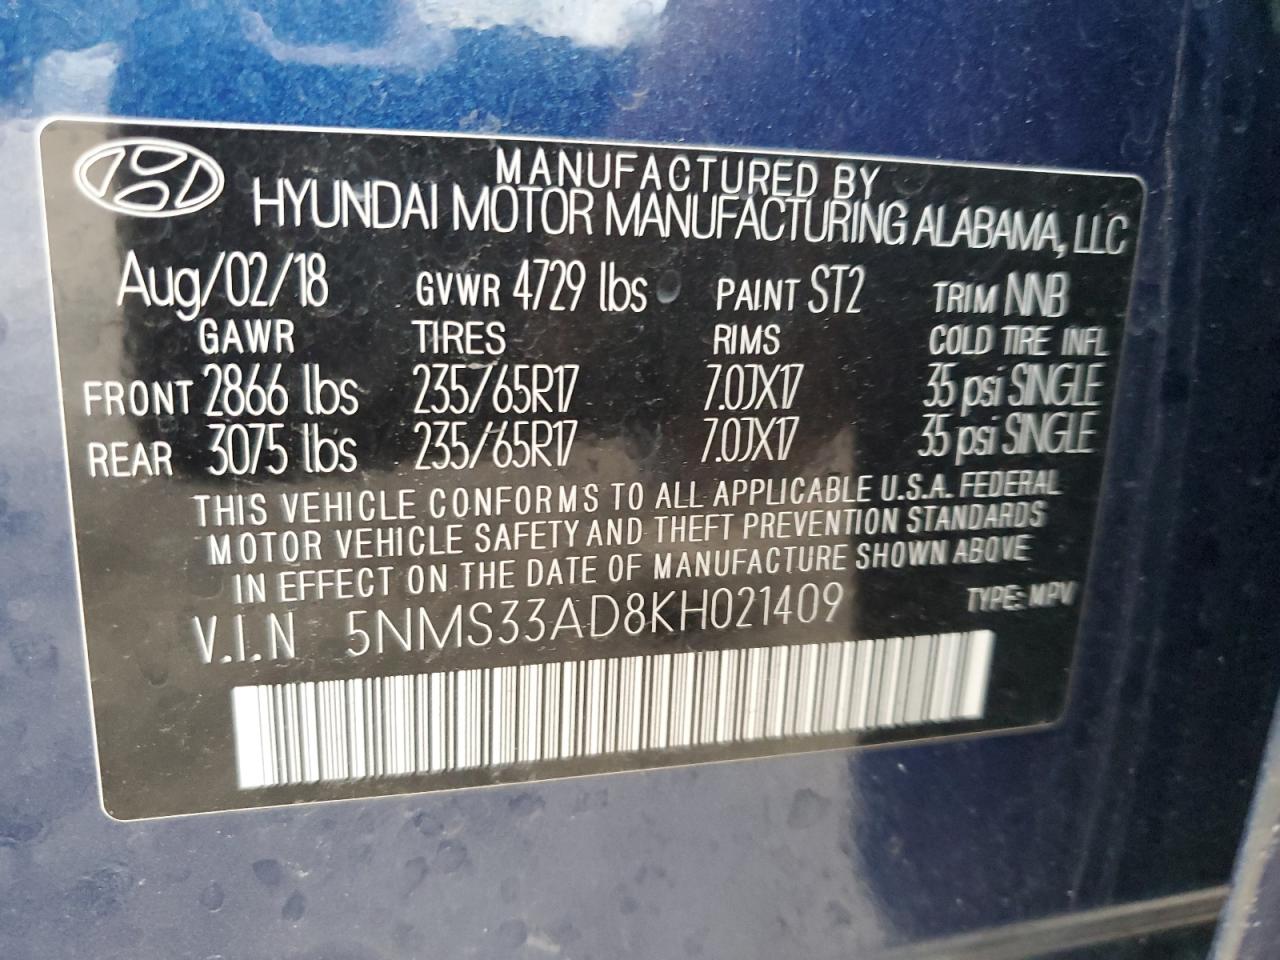 MANUFACTURED BY
HYUNDAI MOTOR MANUFACTURING ALABAMA, LLC
Aug/02/18 GVWR 4729 lbs PAINT ST2 TRIM NNB
GAWR TIRES RIMS COLD TIRE INFL
FRONT 2866 lbs 235/65R17 7.0JX17 35 psi SINGLE
REAR 3075 lbs 235/65R17 7.0JX17 35 psi SINGLE
THIS VEHICLE CONFORMS TO ALL APPLICABLE U.S.A. FEDERAL
MOTOR VEHICLE SAFETY AND THEFT PREVENTION STANDARDS
IN EFFECT ON THE DATE OF MANUFACTURE SHOWN ABOVE
V.I.N 5NMS33AD8KH021409 TYPE: MPV